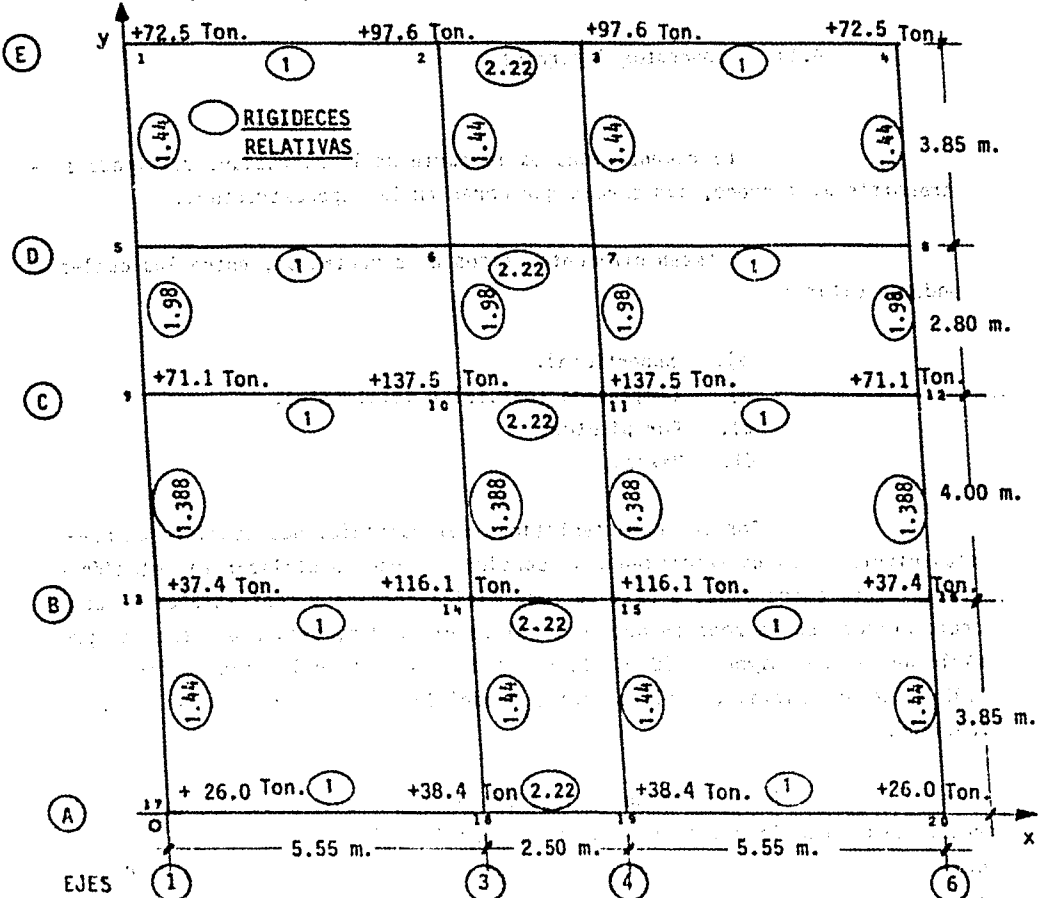 y +72.5 Ton. +97.6 Ton. +97.6 Ton. +72.5 Ton.
E 1 1 2 2.22 3 1 4
RIGIDECES
RELATIVAS
1.44 1.44 1.44 1.44 3.85 m.
D 5 1 6 2.22 7 1 8
1.98 1.98 1.98 1.98 2.80 m.
+71.1 Ton. +137.5 Ton. +137.5 Ton. +71.1 Ton.
C 9 1 10 2.22 11 1 12
1.388 1.388 1.388 1.388 4.00 m.
+37.4 Ton. +116.1 Ton. +116.1 Ton. +37.4 Ton.
B 13 1 14 2.22 15 1
1.44 1.44 1.44 1.44 3.85 m.
+ 26.0 Ton. 1 +38.4 Ton 2.22 +38.4 Ton. 1 +26.0 Ton.
A 17 O 20 x
5.55 m. 2.50 m. 5.55 m.
EJES 1 3 4 6